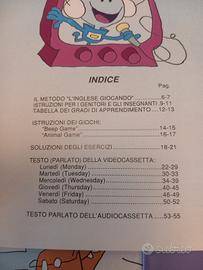 INDICE
Pag.
IL METODO "L'INGLESE GIOCANDO" 6-7
ISTRUZIONI PER I GENITORI E GLI INSEGNANTI 9-11
TABELLA DEI GRADI DI APPRENDIMENTO 12-13
ISTRUZIONI DEI GIOCHI:
"Beep Game" 14-15
"Animal Game" 16-17
SOLUZIONI DEGLI ESERCIZI 18-21
TESTO (PARLATO) DELLA VIDEOCASSETTA:
Lunedì (Monday) 22-29
Martedì (Tuesday) 30-33
Mercoledì (Wednesday) 34-39
Giovedì (Thursday) 40-45
Venerdì (Friday) 46-49
Sabato (Saturday) 50-52
TESTO PARLATO DELL'AUDIOCASSETTA 53-55
subito.it